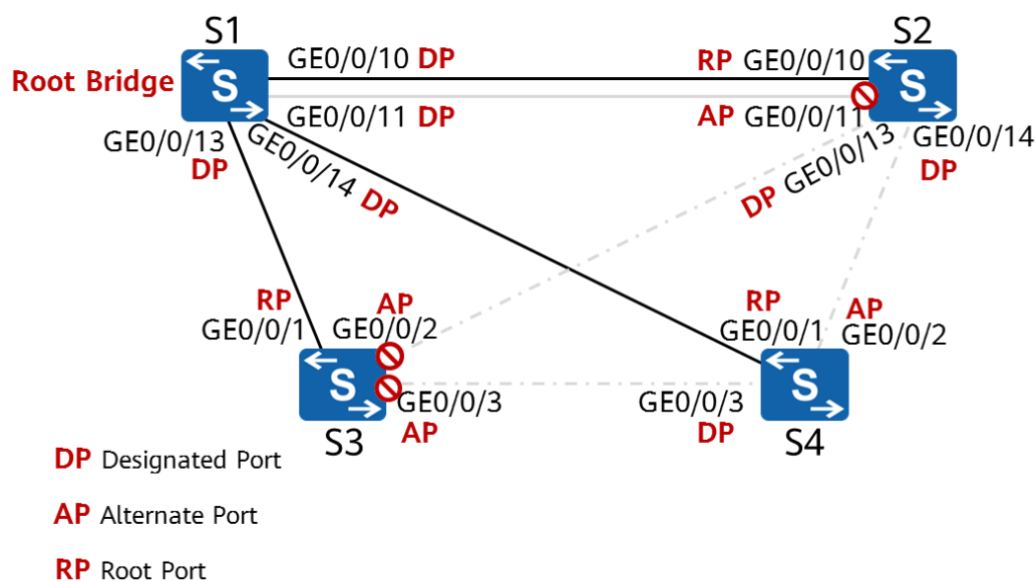 S1
S2
GE0/0/10 DP
RP GE0/0/10
Root Bridge
S
S
GE0/0/11 DP
AP GE0/0/11
GE0/0/13
DP
GE0/0/14 DP
DP GE0/0/13
GE0/0/14
DP
RP
AP
GE0/0/1
GE0/0/2
RP
AP
GE0/0/1
GE0/0/2
S
S
GE0/0/3
AP
GE0/0/3
DP
S3
S4
DP Designated Port
AP Alternate Port
RP Root Port